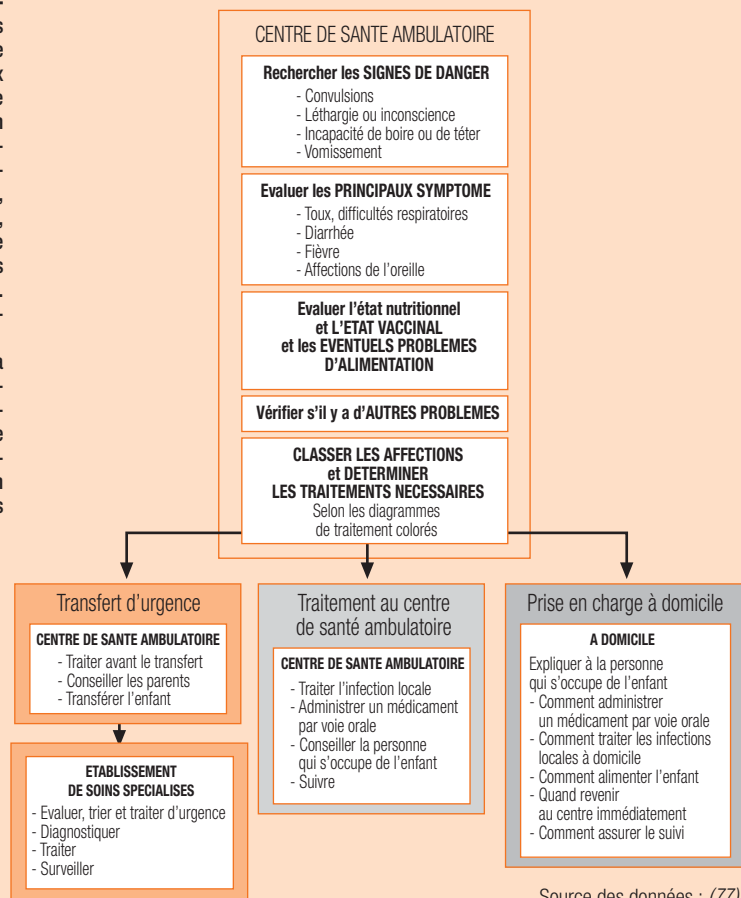 CENTRE DE SANTE AMBULATOIRE
Rechercher les SIGNES DE DANGER
- Convulsions
- Léthargie ou inconscience
- Incapacité de boire ou de téter
- Vomissement
Evaluer les PRINCIPAUX SYMPTOME
- Toux, difficultés respiratoires
- Diarrhée
- Fièvre
- Affections de l'oreille
Evaluer l'état nutritionnel
et L'ETAT VACCINAL
et les EVENTUELS PROBLEMES
D'ALIMENTATION
Vérifier s'il y a d'AUTRES PROBLEMES
CLASSER LES AFFECTIONS
et DETERMINER
LES TRAITEMENTS NECESSAIRES
Selon les diagrammes
de traitement colorés
Transfert d'urgence
CENTRE DE SANTE AMBULATOIRE
- Traiter avant le transfert
- Conseiller les parents
- Transférer l'enfant
ETABLISSEMENT
DE SOINS SPECIALISES
- Evaluer, trier et traiter d'urgence
- Diagnostiquer
- Traiter
- Surveiller
Traitement au centre
de santé ambulatoire
CENTRE DE SANTE AMBULATOIRE
- Traiter l'infection locale
- Administrer un médicament
par voie orale
- Conseiller la personne
qui s'occupe de l'enfant
- Suivre
Prise en charge à domicile
A DOMICILE
Expliquer à la personne
qui s'occupe de l'enfant
- Comment administrer
un médicament par voie orale
- Comment traiter les infections
locales à domicile
- Comment alimenter l'enfant
- Quand revenir
au centre immédiatement
- Comment assurer le suivi
Source des données : (77)